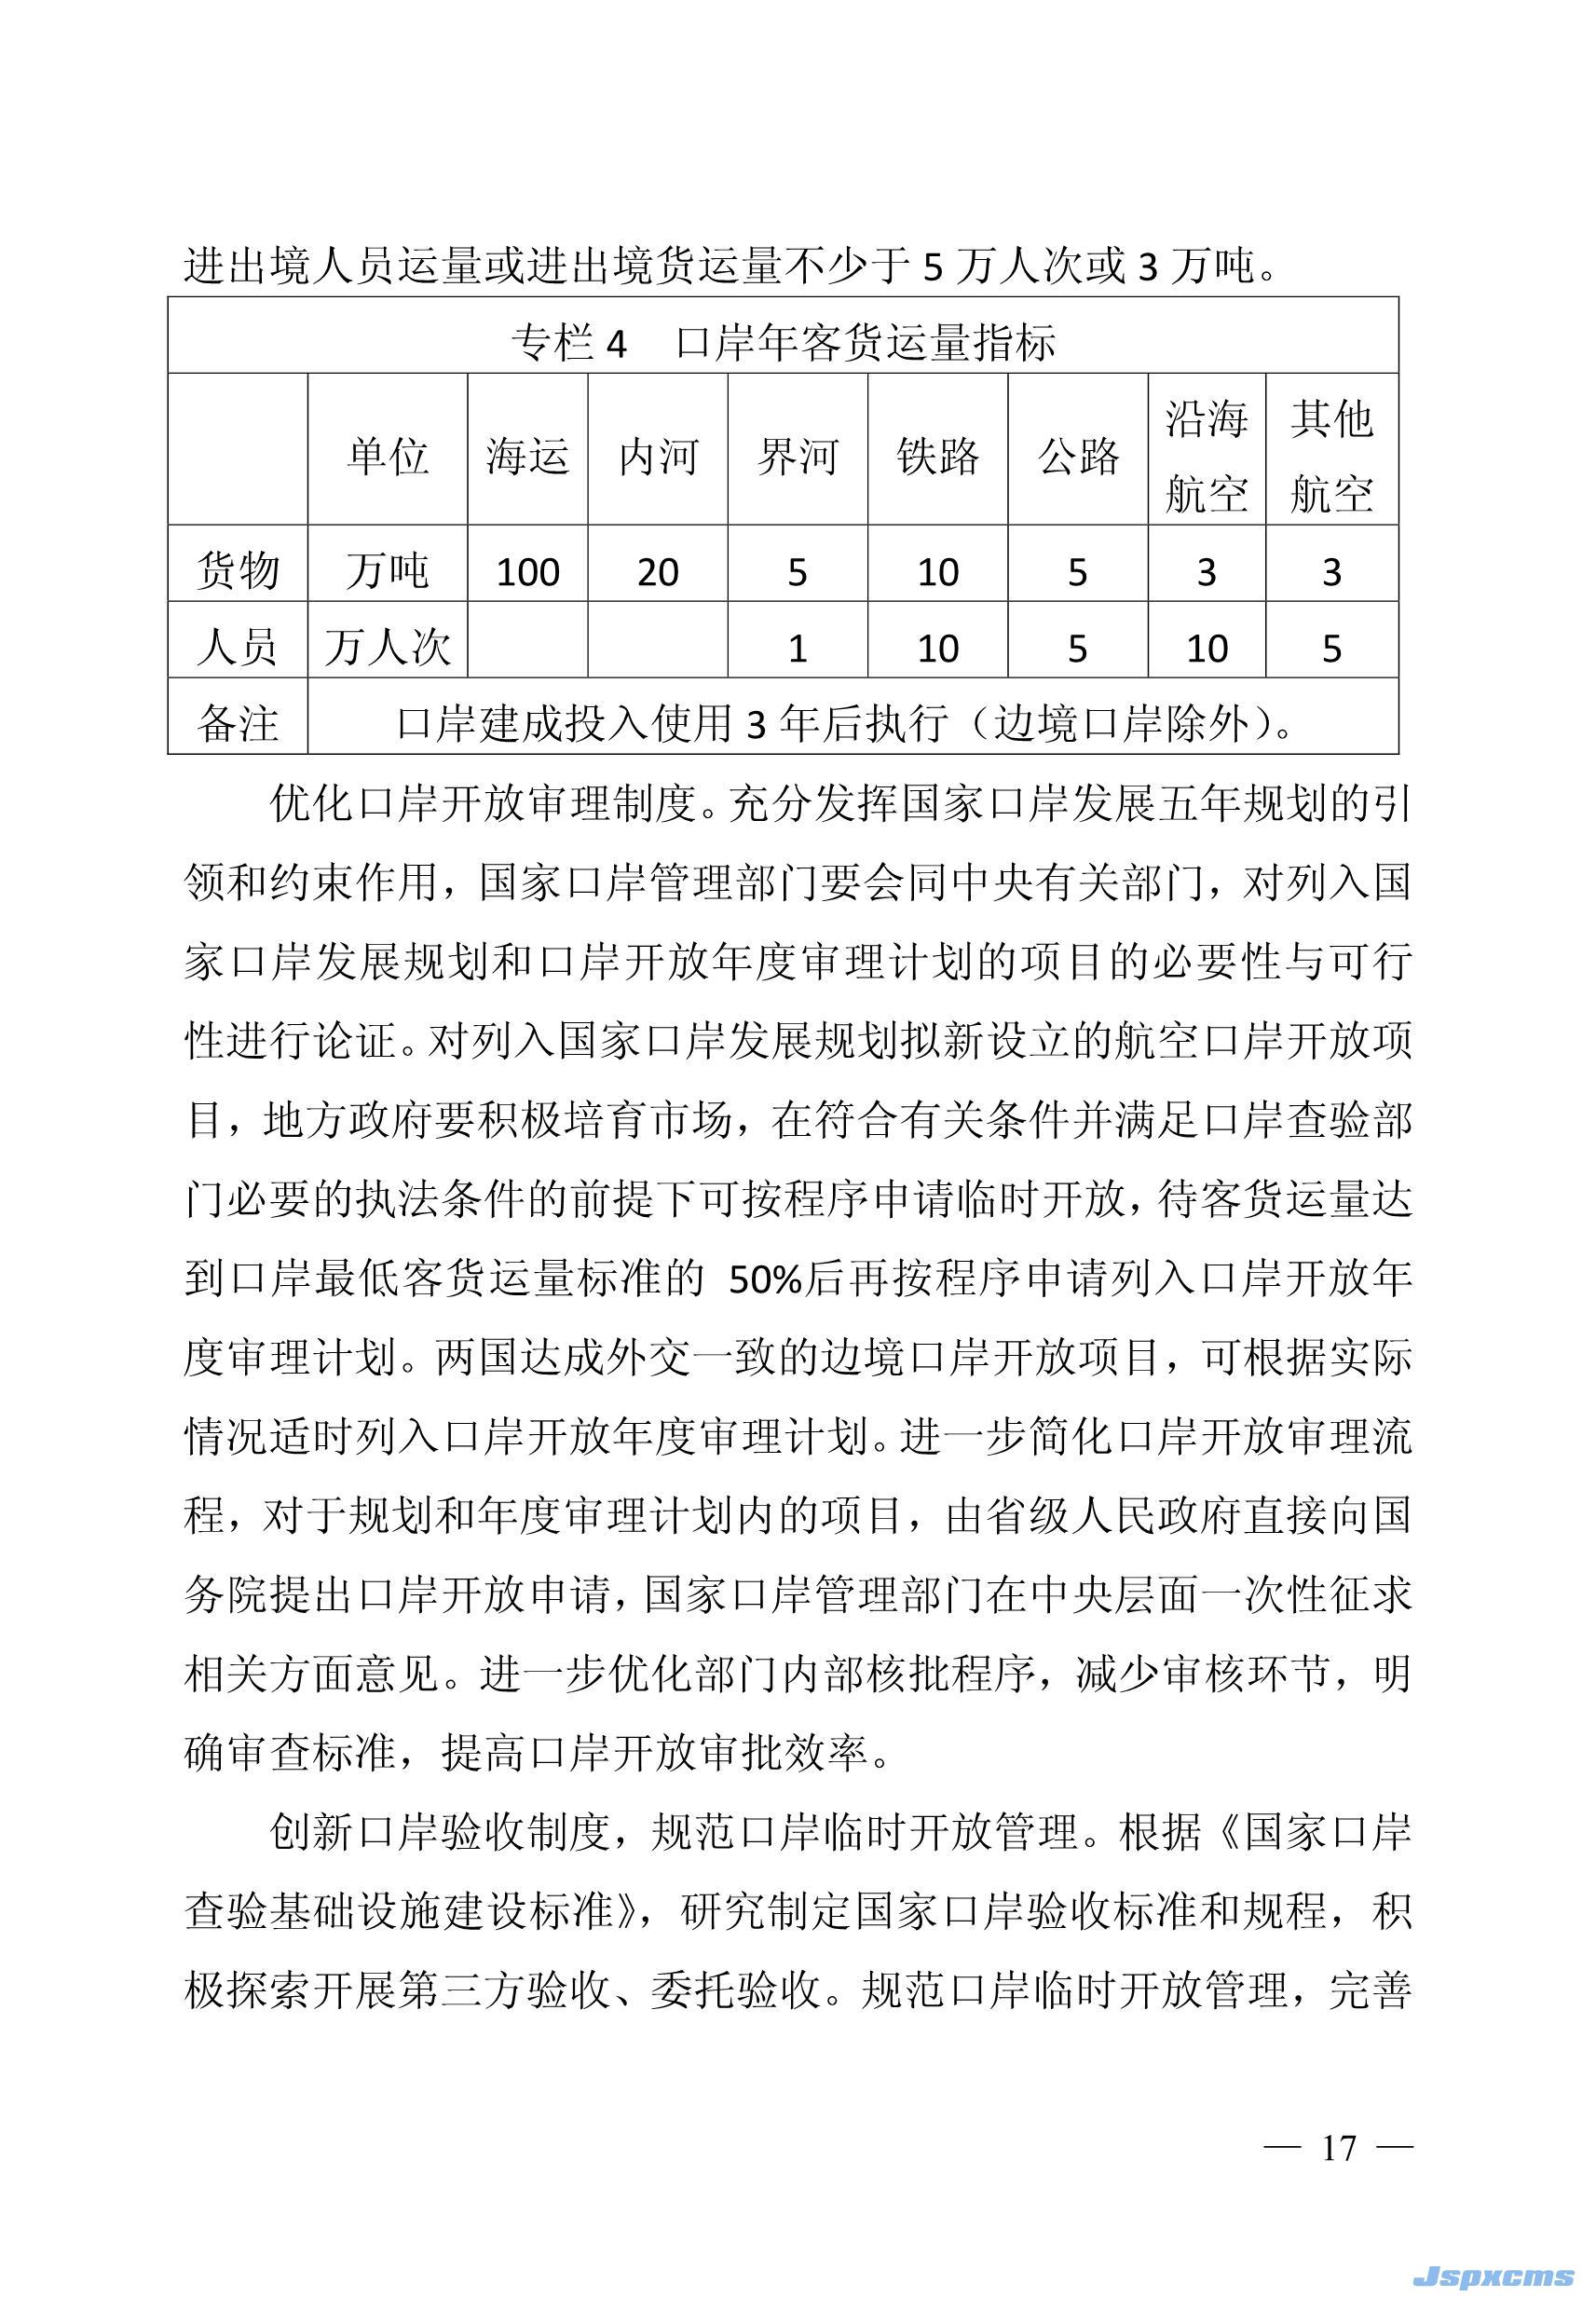 进出境人员运量或进出境货运量不少于 5 万人次或 3 万吨。
专栏 4 口岸年客货运量指标
单位 海运 内河 界河 铁路 公路 沿海航空 其他航空
货物 万吨 100 20 5 10 5 3 3
人员 万人次 1 10 5 10 5
备注 口岸建成投入使用 3 年后执行（边境口岸除外）。
优化口岸开放审理制度。充分发挥国家口岸发展五年规划的引
领和约束作用，国家口岸管理部门要会同中央有关部门，对列入国
家口岸发展规划和口岸开放年度审理计划的项目的必要性与可行
性进行论证。对列入国家口岸发展规划拟新设立的航空口岸开放项
目，地方政府要积极培育市场，在符合有关条件并满足口岸查验部
门必要的执法条件的前提下可按程序申请临时开放，待客货运量达
到口岸最低客货运量标准的 50%后再按程序申请列入口岸开放年
度审理计划。两国达成外交一致的边境口岸开放项目，可根据实际
情况适时列入口岸开放年度审理计划。进一步简化口岸开放审理流
程，对于规划和年度审理计划内的项目，由省级人民政府直接向国
务院提出口岸开放申请，国家口岸管理部门在中央层面一次性征求
相关方面意见。进一步优化部门内部核批程序，减少审核环节，明
确审查标准，提高口岸开放审批效率。
创新口岸验收制度，规范口岸临时开放管理。根据《国家口岸
查验基础设施建设标准》，研究制定国家口岸验收标准和规程，积
极探索开展第三方验收、委托验收。规范口岸临时开放管理，完善
— 17 —
Jspxcms